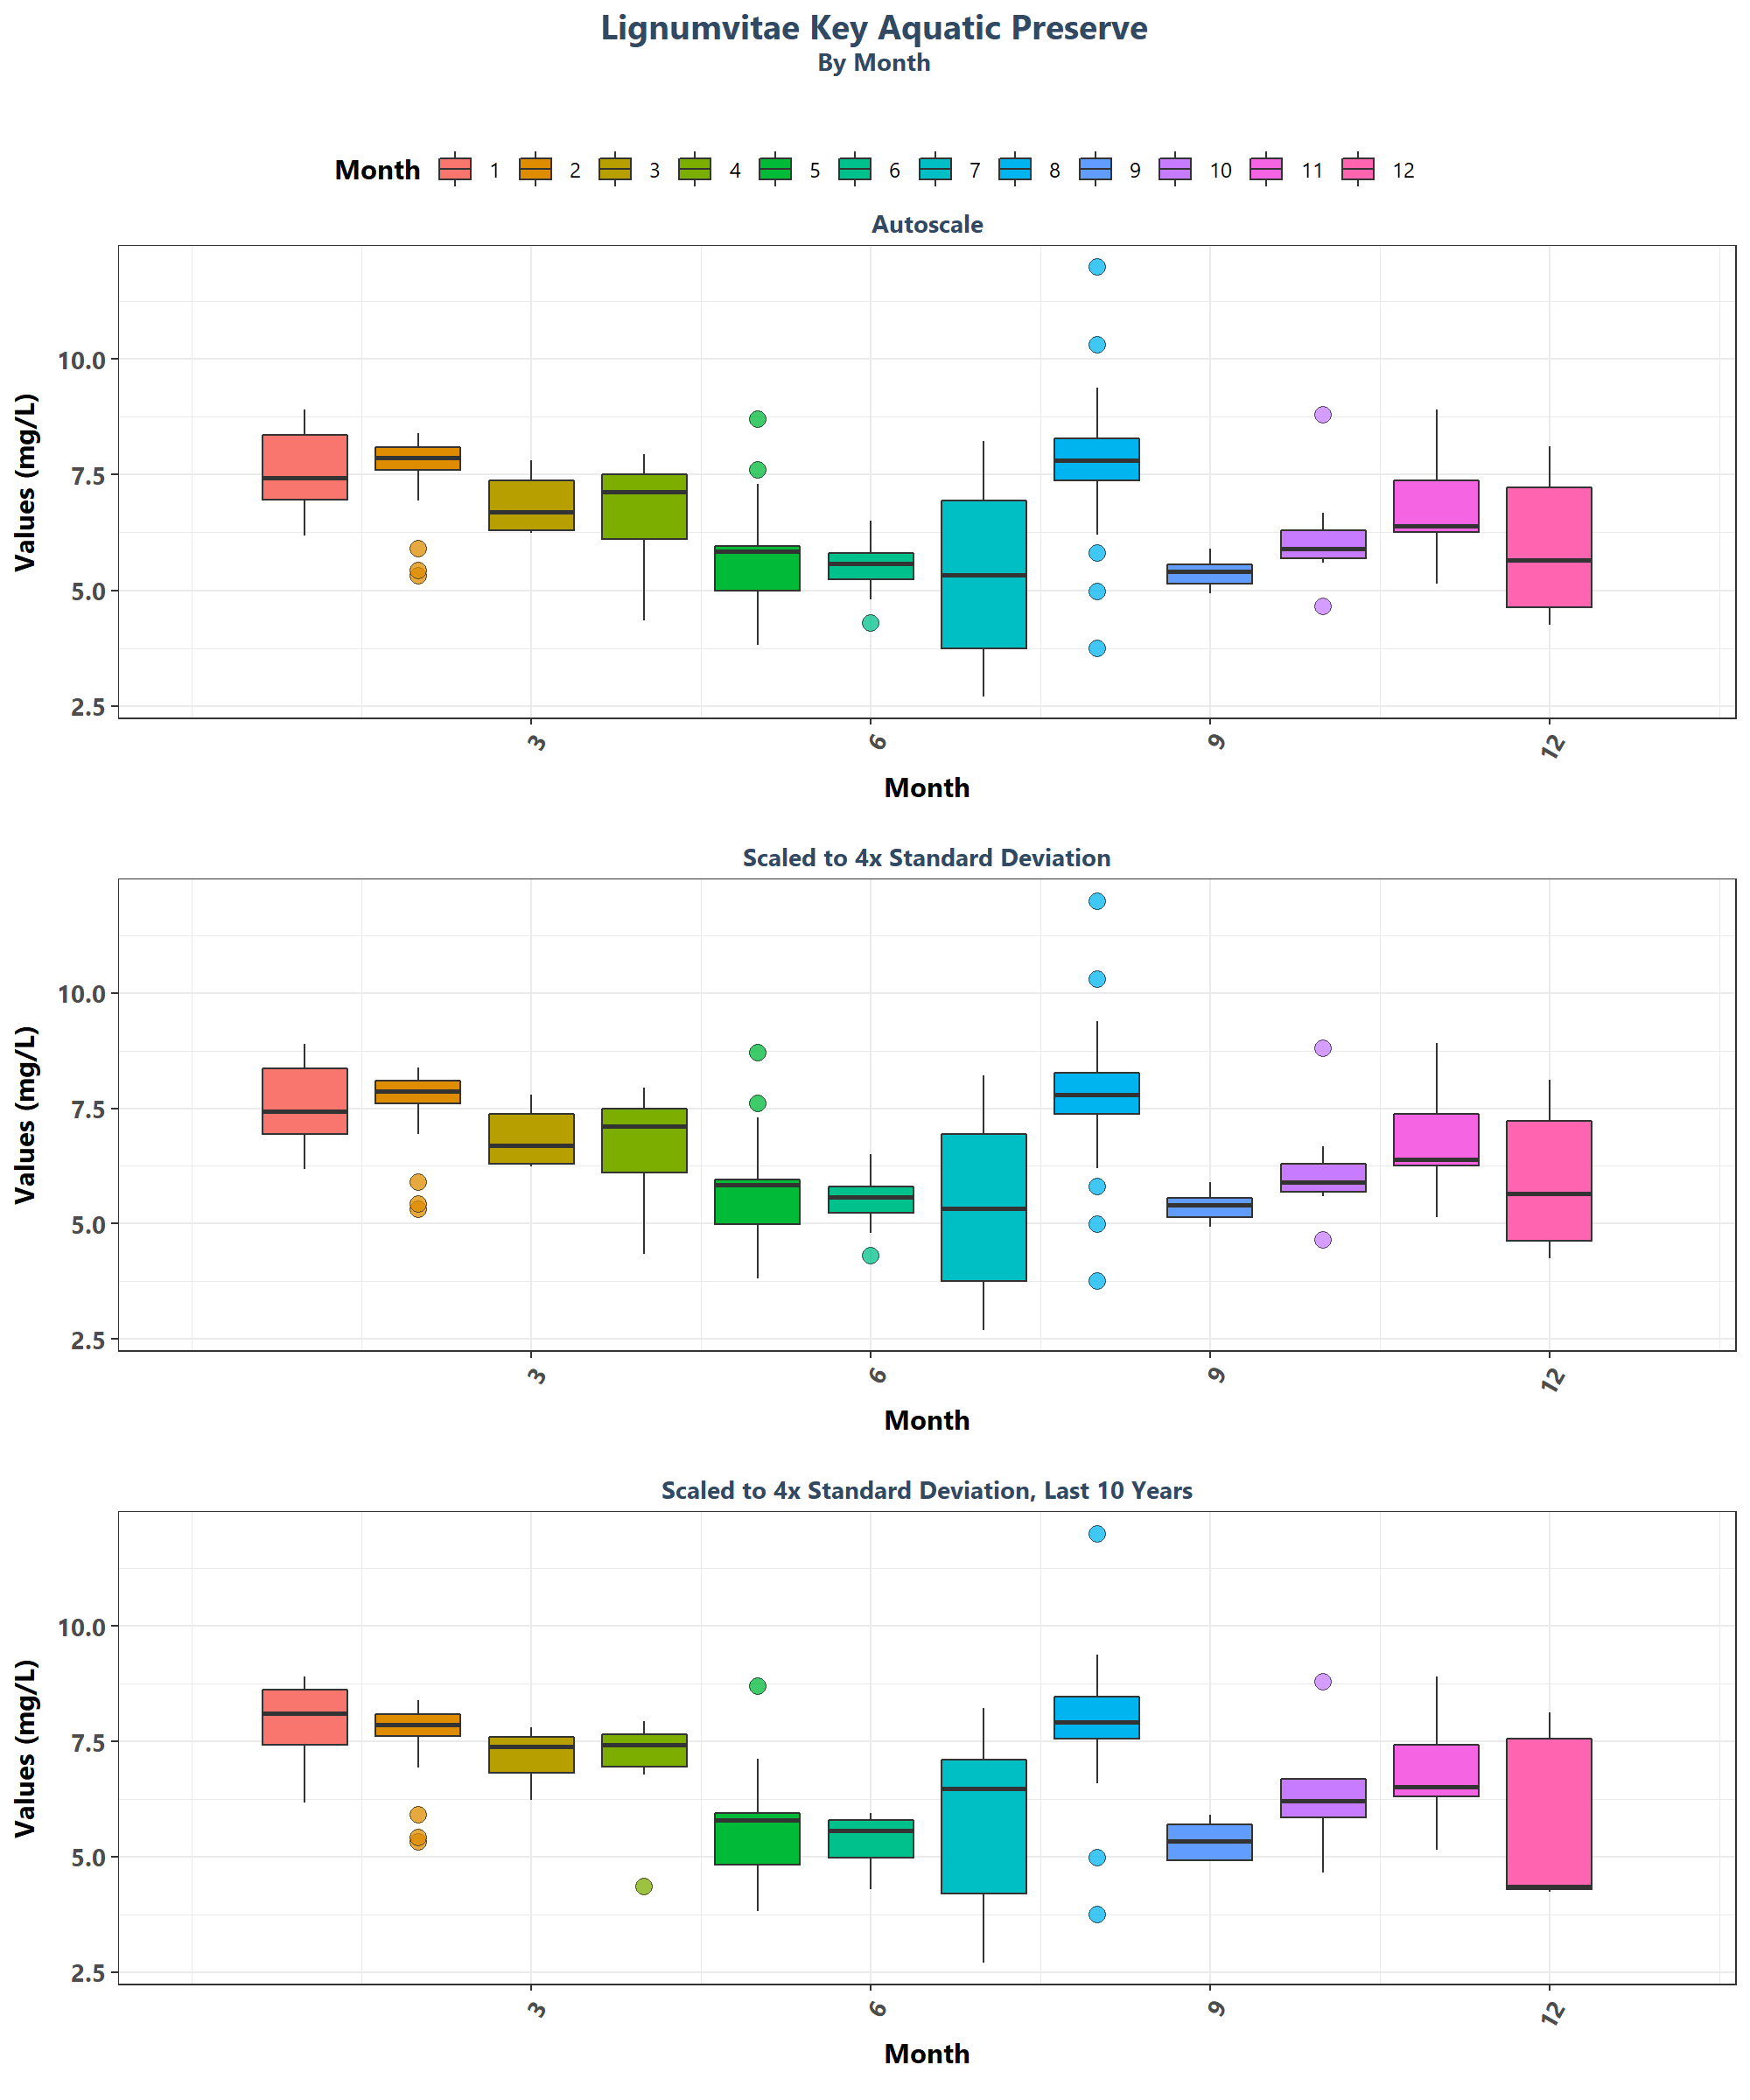 Lignumvitae Key Aquatic Preserve
By Month
Month 1 2 3 4 5 6 7 8 9 10 11 12
Autoscale
Values (mg/L)
10.0
7.5
5.0
2.5
3 6 9 12
Month
Scaled to 4x Standard Deviation
Values (mg/L)
10.0
7.5
5.0
2.5
3 6 9 12
Month
Scaled to 4x Standard Deviation, Last 10 Years
Values (mg/L)
10.0
7.5
5.0
2.5
3 6 9 12
Month